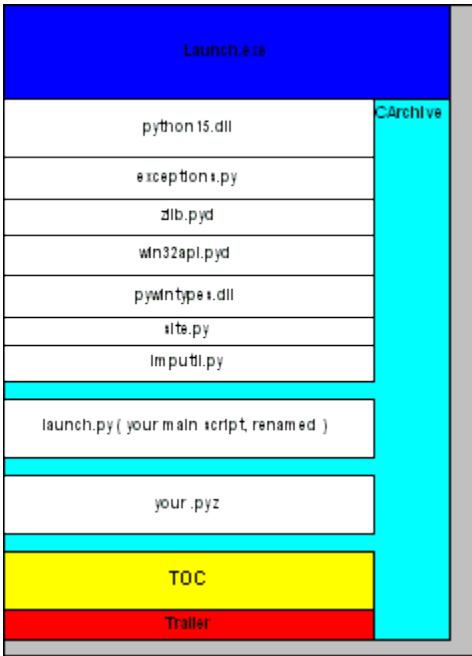 Launch.exe
CArchive
python15.dll
exceptions.py
zlib.pyd
win32api.pyd
pywintypes.dll
site.py
imputil.py
launch.py ( your main script, renamed )
your .pyz
TOC
Trailer